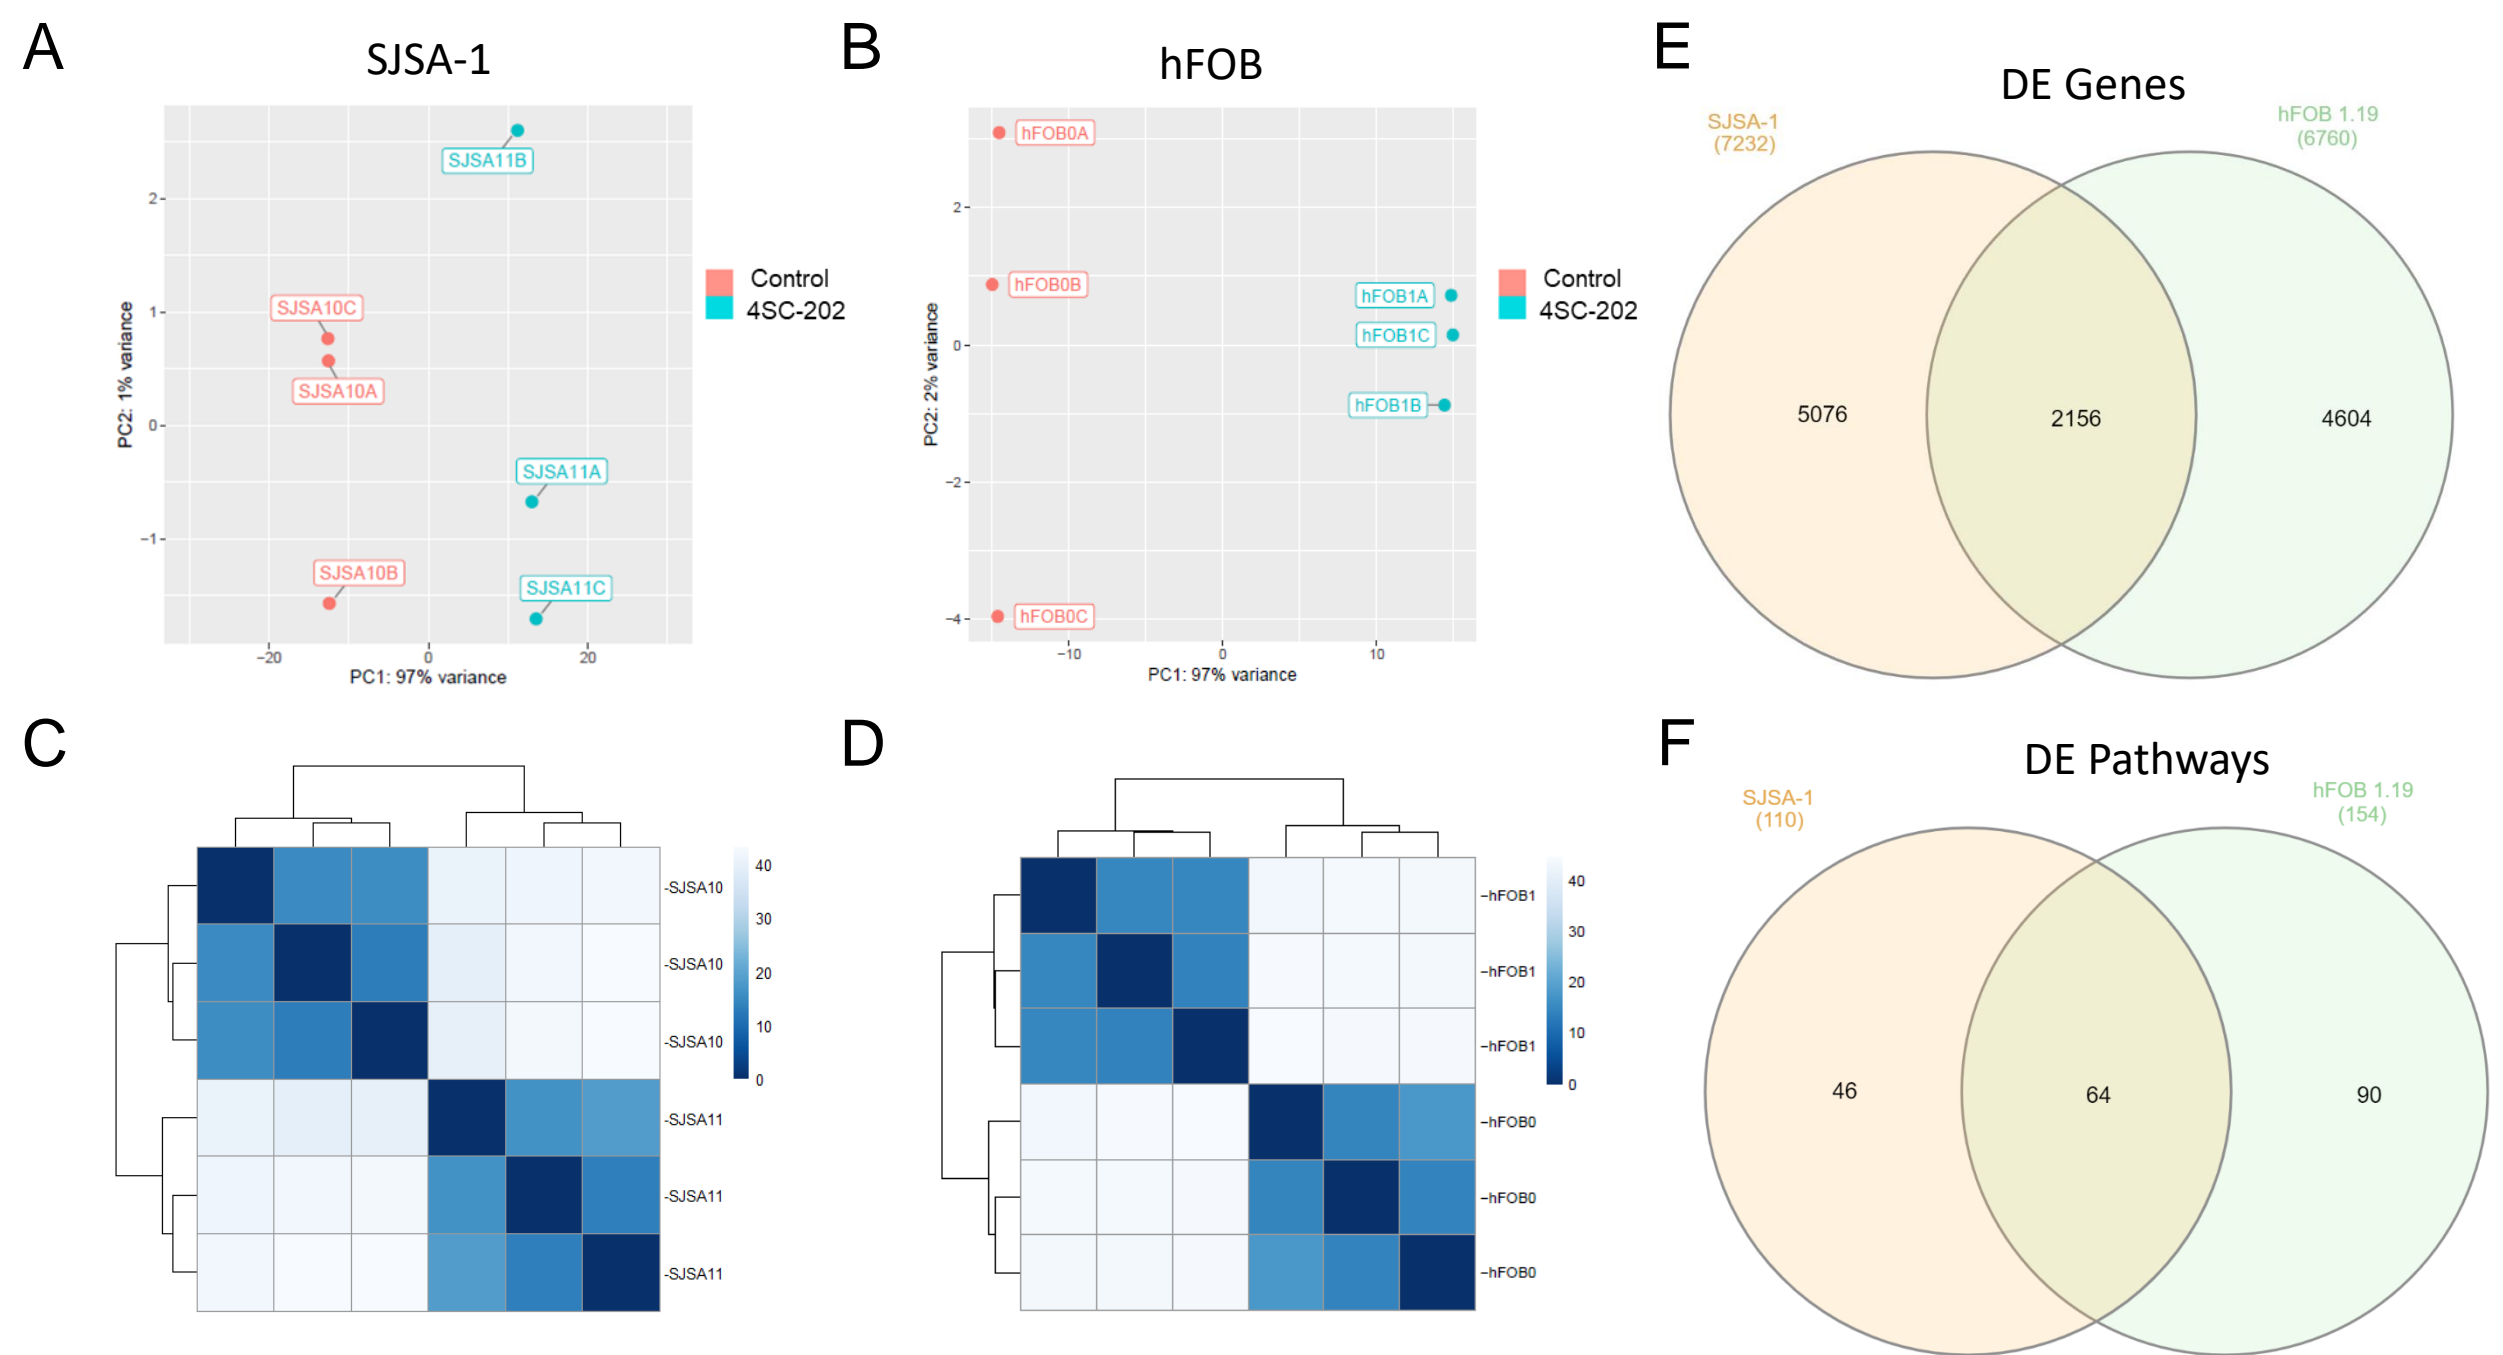 A
SJSA-1
SJSA11B
SJSA10C
SJSA10A
SJSA11A
SJSA10B
SJSA11C
2
1
0
−1
−20
0
20
PC2: 1% variance
PC1: 97% variance
Control
4SC-202
B
hFOB
hFOB0A
hFOB0B
hFOB1A
hFOB1C
hFOB1B
hFOB0C
2
0
−2
−4
−10
0
10
PC2: 2% variance
PC1: 97% variance
Control
4SC-202
E
DE Genes
SJSA-1
(7232)
hFOB 1.19
(6760)
5076
2156
4604
C
40
30
20
10
0
-SJSA10
-SJSA10
-SJSA10
-SJSA11
-SJSA11
-SJSA11
D
40
30
20
10
0
−hFOB1
−hFOB1
−hFOB1
−hFOB0
−hFOB0
−hFOB0
F
DE Pathways
SJSA-1
(110)
hFOB 1.19
(154)
46
64
90